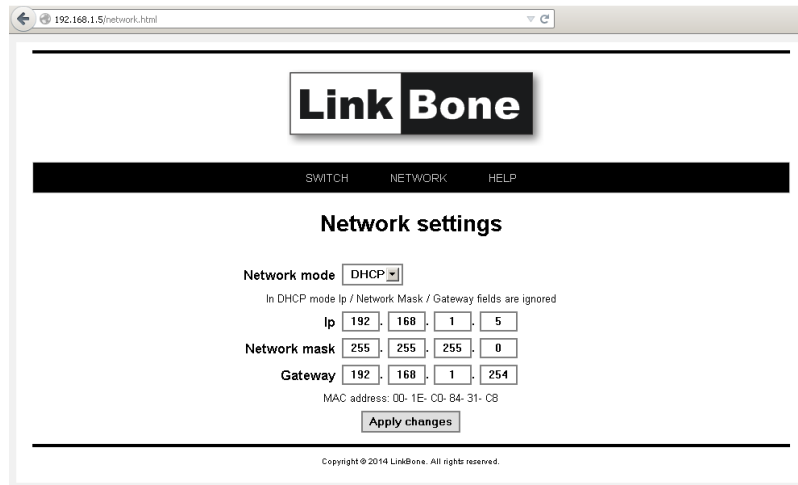 192.168.1.5/network.html
Link Bone
SWITCH NETWORK HELP
Network settings
Network mode DHCP
In DHCP mode Ip / Network Mask / Gateway fields are ignored
Ip 192 . 168 . 1 . 5
Network mask 255 . 255 . 255 . 0
Gateway 192 . 168 . 1 . 254
MAC address: 00- 1E- C0- 84- 31- C8
Apply changes
Copyright @ 2014 LinkBone. All rights reserved.